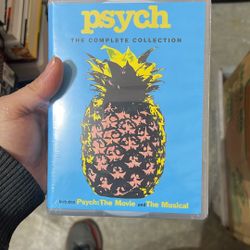 psych
THE COMPLETE COLLECTION
Psych: The Movie and The Musical